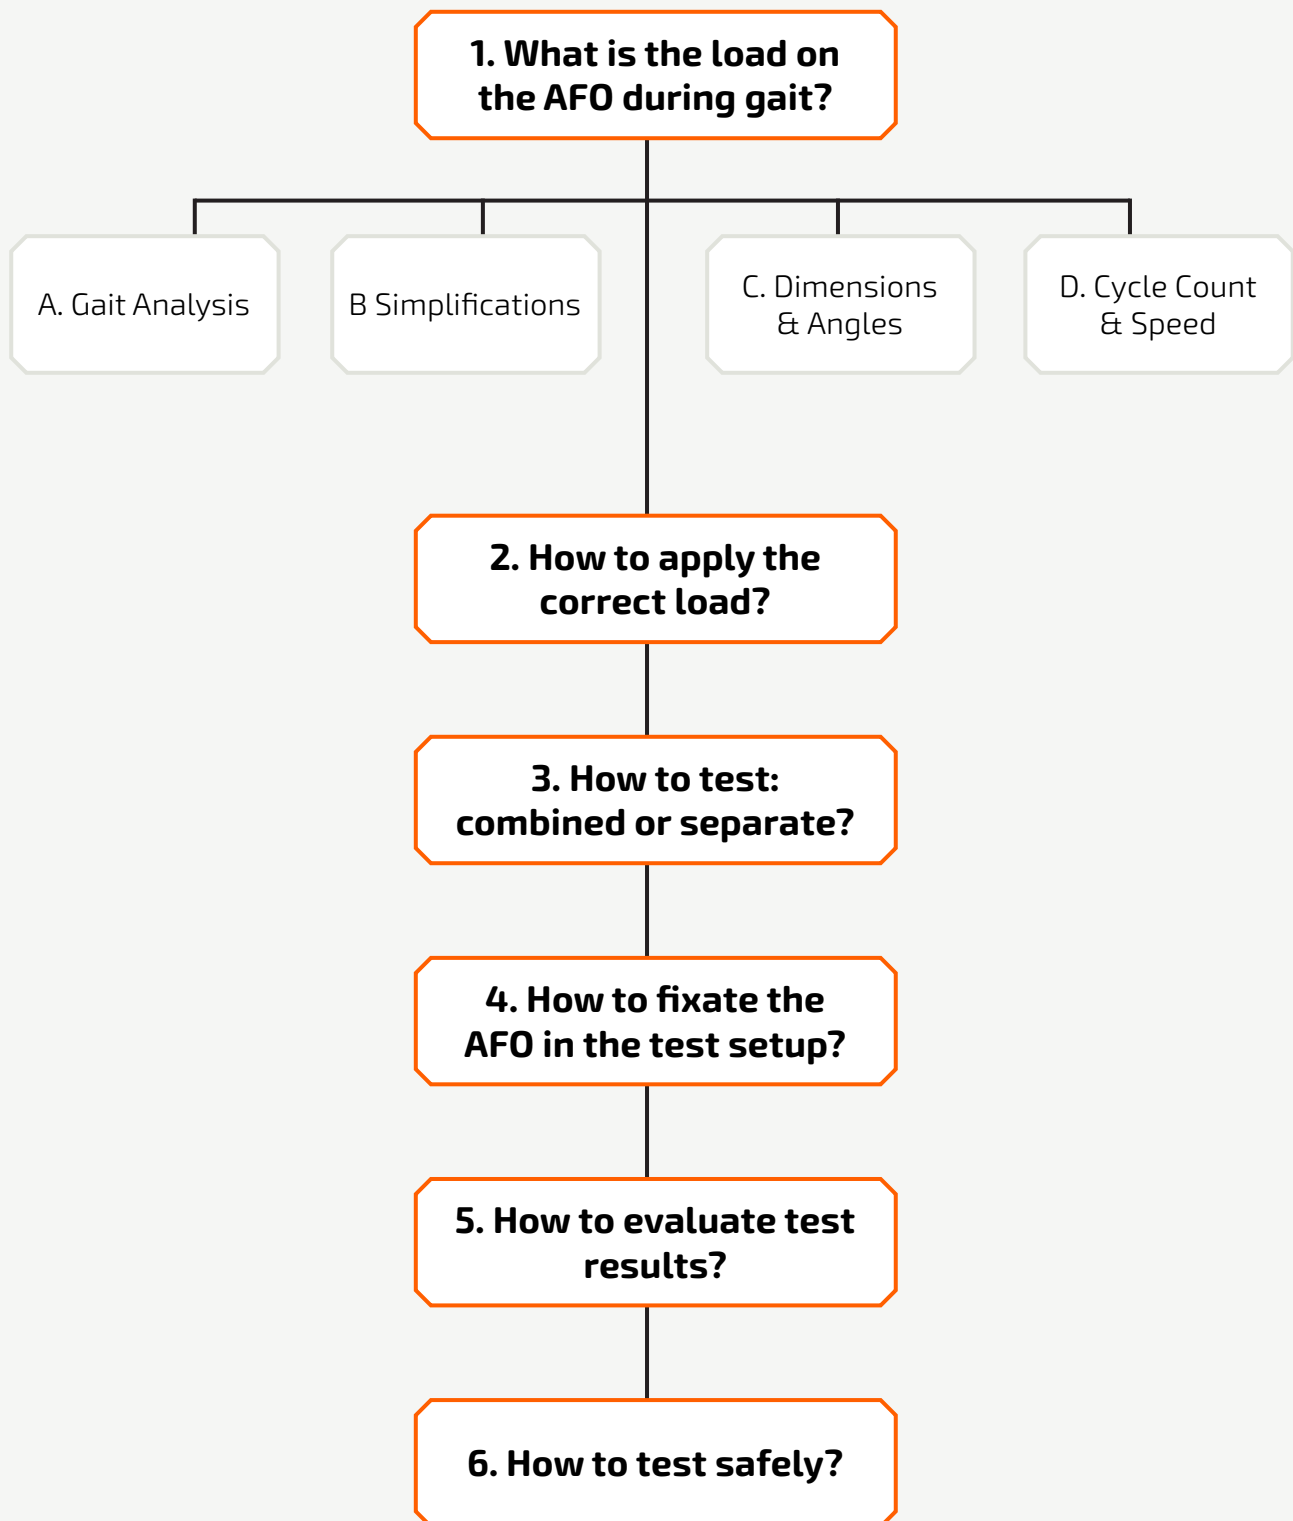 1. What is the load on
the AFO during gait?
A. Gait Analysis
B Simplifications
C. Dimensions
& Angles
D. Cycle Count
& Speed
2. How to apply the
correct load?
3. How to test:
combined or separate?
4. How to fixate the
AFO in the test setup?
5. How to evaluate test
results?
6. How to test safely?